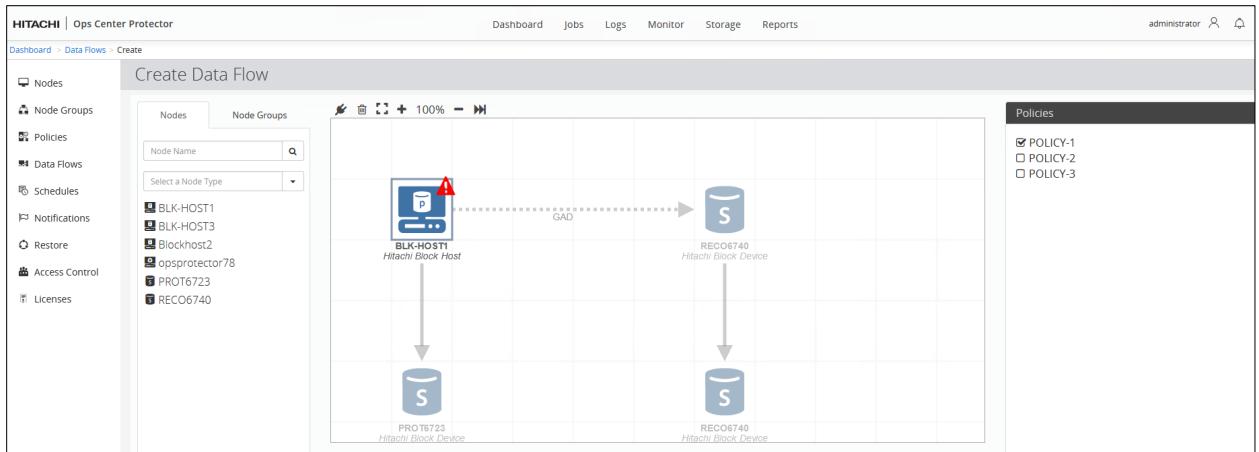 HITACHI | Ops Center Protector
Dashboard Jobs Logs Monitor Storage Reports
administrator
Dashboard > Data Flows > Create
Nodes
Node Groups
Policies
Data Flows
Schedules
Notifications
Restore
Access Control
Licenses
Create Data Flow
Nodes Node Groups
Node Name
Select a Node Type
BLK-HOST1
BLK-HOST3
Blockhost2
opsprotector78
PROT6723
RECO6740
100%
P
BLK-HOST1
Hitachi Block Host
GAD
S
RECO6740
Hitachi Block Device
S
PROT6723
Hitachi Block Device
S
RECO6740
Hitachi Block Device
Policies
POLICY-1
POLICY-2
POLICY-3